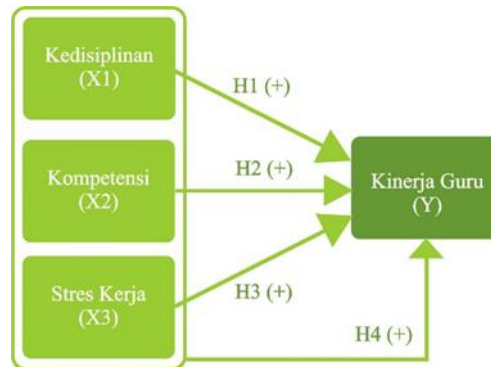 Kedisiplinan
(X1)
H1 (+)
Kompetensi
(X2)
H2 (+)
Kinerja Guru
(Y)
Stres Kerja
(X3)
H3 (+)
H4 (+)